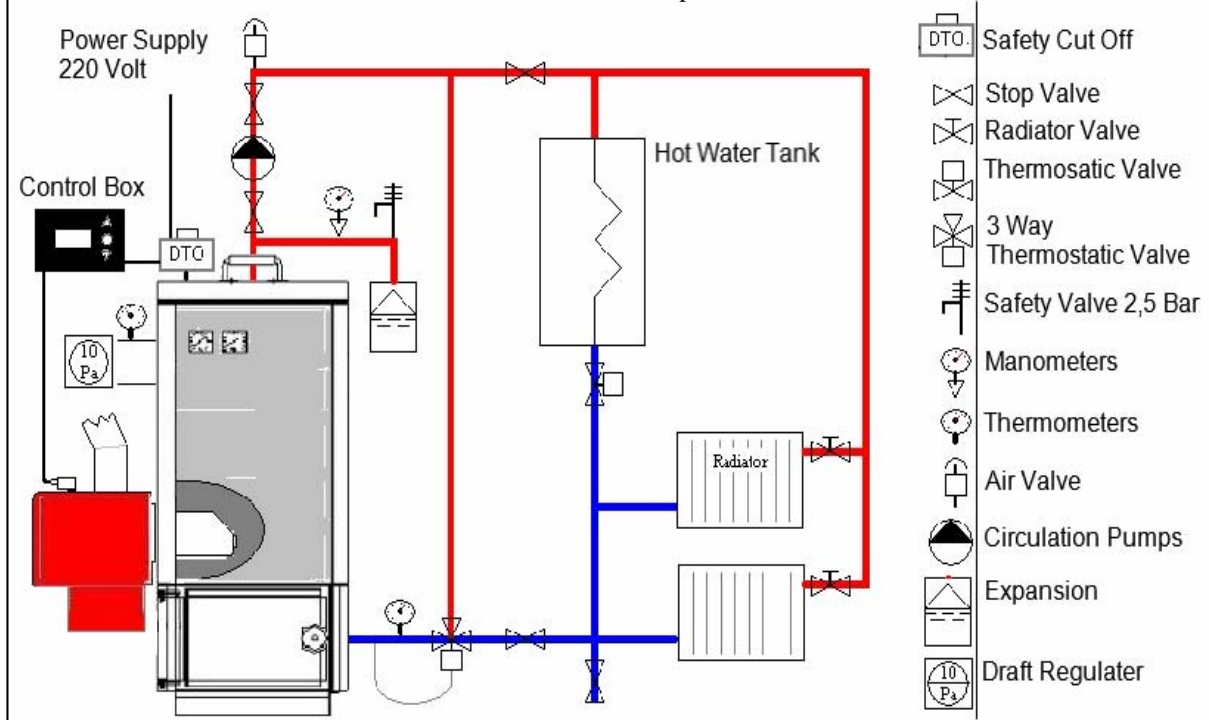 Power Supply
220 Volt
Control Box
DTO
10
Pa
Hot Water Tank
Radiator
DTO.
Safety Cut Off
Stop Valve
Radiator Valve
Thermosatic Valve
3 Way
Thermostatic Valve
Safety Valve 2,5 Bar
Manometers
Thermometers
Air Valve
Circulation Pumps
Expansion
10
Pa
Draft Regulater